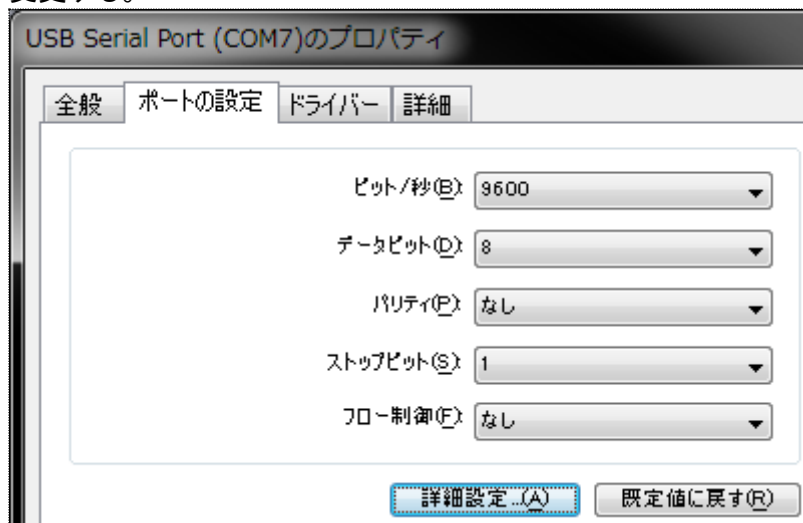 USB Serial Port (COM7)のプロパティ
全般 ポートの設定 ドライバー 詳細
ビット/秒(B): 9600
データ ビット(D): 8
パリティ(P): なし
ストップ ビット(S): 1
フロー制御(F): なし
詳細設定...(A) 既定値に戻す(R)